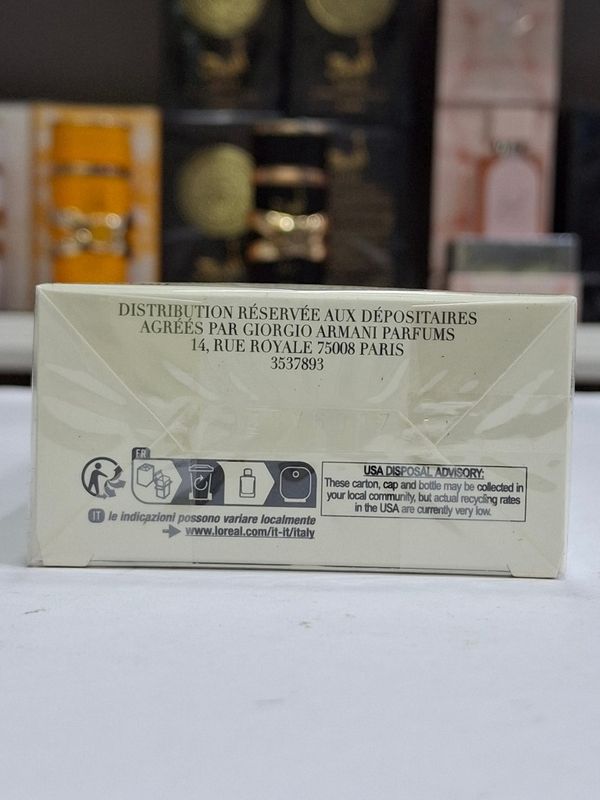 DISTRIBUTION RÉSERVÉE AUX DÉPOSITAIRES
AGRÉÉS PAR GIORGIO ARMANI PARFUMS
14, RUE ROYALE 75008 PARIS
3537893
FR
USA DISPOSAL ADVISORY:
These carton, cap and bottle may be collected in
your local community, but actual recycling rates
in the USA are currently very low.
IT le indicazioni possono variare localmente
www.loreal.com/it-it/italy